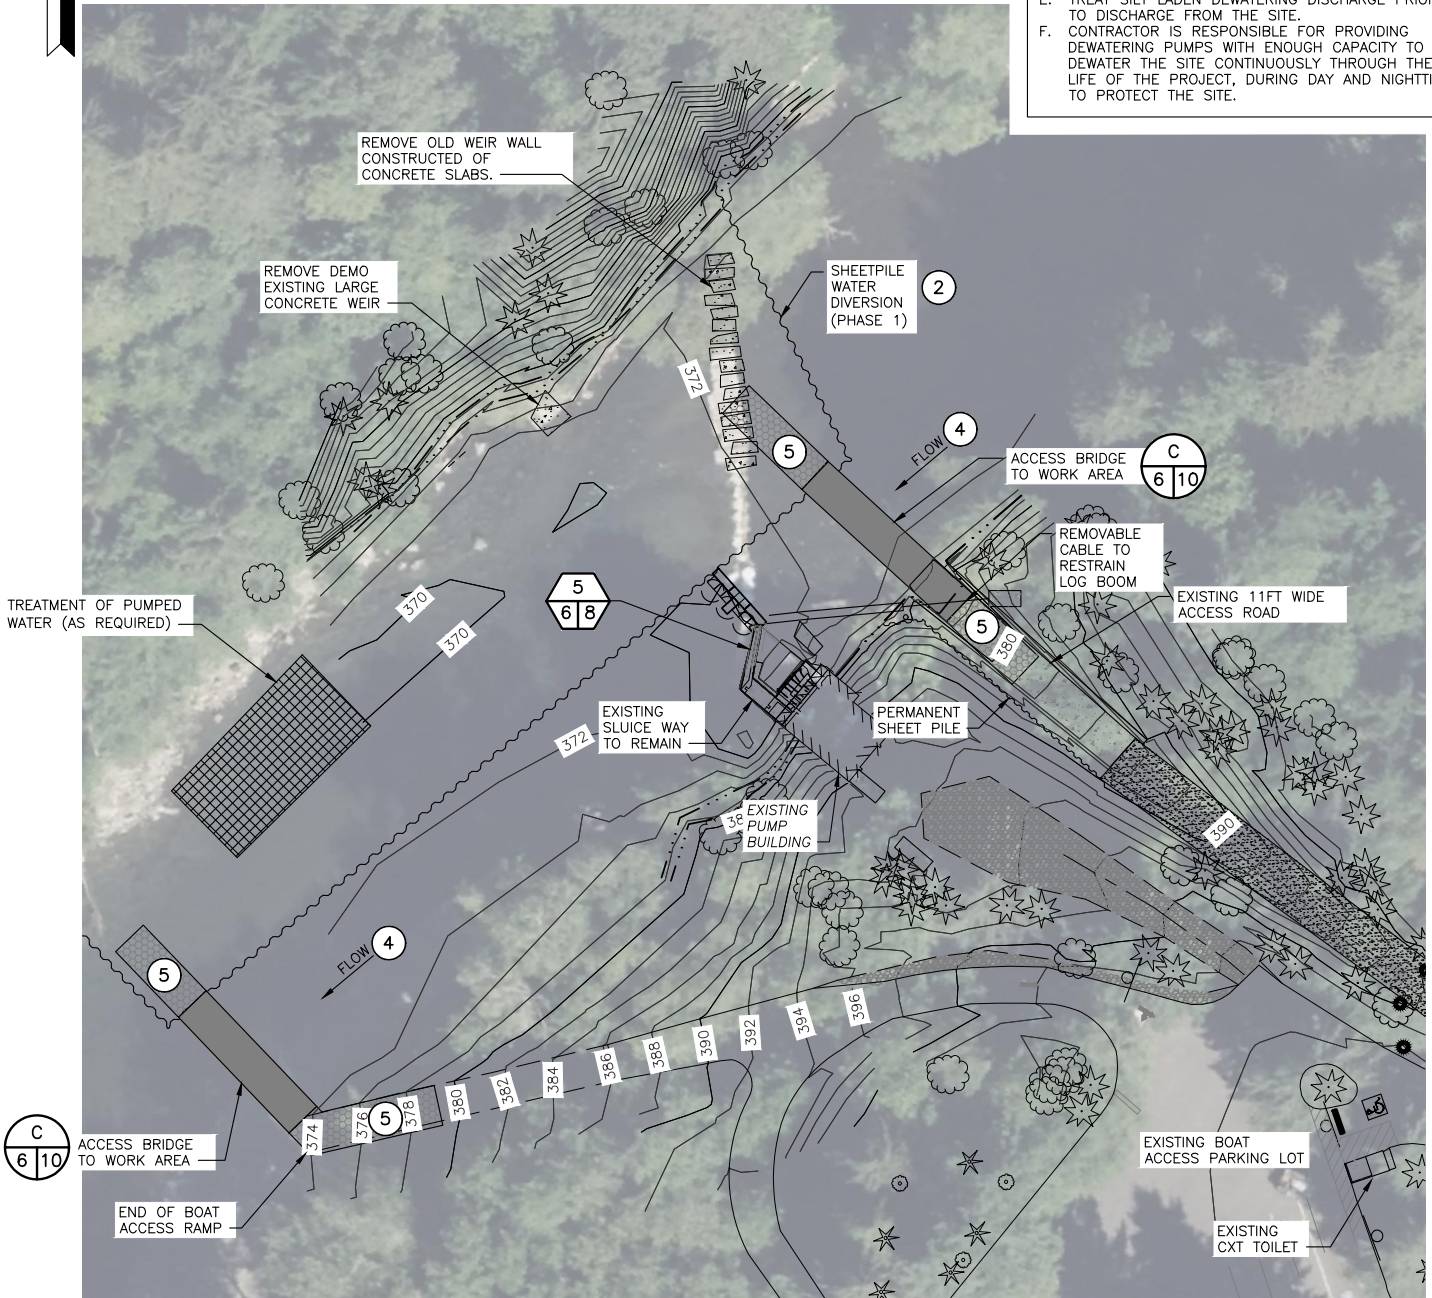 TO DISCHARGE FROM THE SITE.
F. CONTRACTOR IS RESPONSIBLE FOR PROVIDING
DEWATERING PUMPS WITH ENOUGH CAPACITY TO
DEWATER THE SITE CONTINUOUSLY THROUGH THE
LIFE OF THE PROJECT, DURING DAY AND NIGHTTI
TO PROTECT THE SITE.
REMOVE OLD WEIR WALL
CONSTRUCTED OF
CONCRETE SLABS.
REMOVE DEMO
EXISTING LARGE
CONCRETE WEIR
SHEETPILE
WATER
DIVERSION
(PHASE 1)
2
372
5
FLOW
4
ACCESS BRIDGE
TO WORK AREA
C
6 10
REMOVABLE
CABLE TO
RESTRAIN
LOG BOOM
EXISTING 11FT WIDE
ACCESS ROAD
5
380
TREATMENT OF PUMPED
WATER (AS REQUIRED)
370
370
5
6 8
EXISTING
SLUICE WAY
TO REMAIN
372
PERMANENT
SHEET PILE
EXISTING
PUMP
BUILDING
390
5
FLOW
4
396
394
392
390
388
386
384
382
380
378
376
374
5
C
6 10
ACCESS BRIDGE
TO WORK AREA
END OF BOAT
ACCESS RAMP
EXISTING BOAT
ACCESS PARKING LOT
EXISTING
CXT TOILET